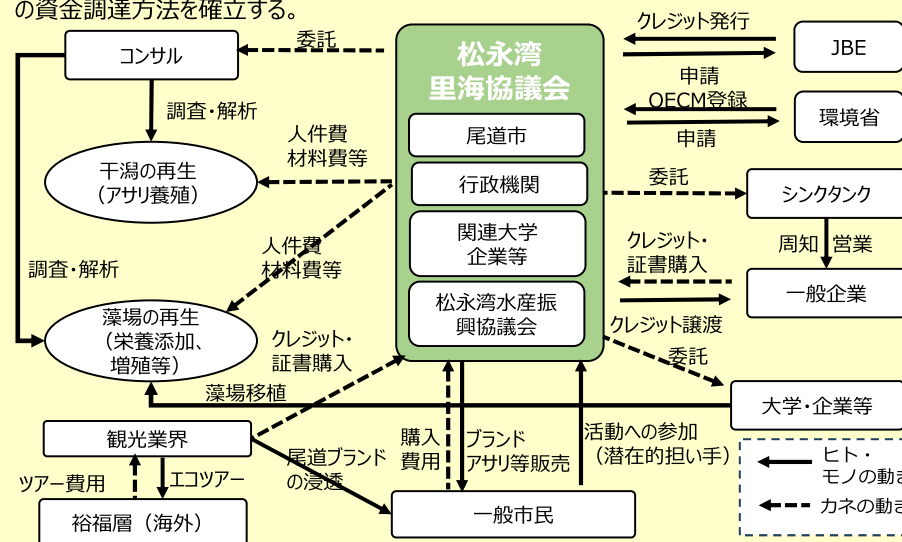 の資金調達方法を確立する。
コンサル
委託
調査・解析
人件費
材料費等
干潟の再生
（アサリ養殖）
調査・解析
人件費
材料費等
藻場の再生
（栄養添加、
増殖等）
クレジット・
証書購入
藻場移植
観光業界
ツアー費用
エコツアー
裕福層（海外）
尾道ブランド
の浸透
松永湾
里海協議会
尾道市
行政機関
関連大学
企業等
松永湾水産振
興協議会
購入
費用
ブランド
アサリ等販売
活動への参加
（潜在的担い手）
一般市民
クレジット発行
申請
JBE
OECM登録
申請
環境省
委託
シンクタンク
周知
営業
クレジット・
証書購入
一般企業
クレジット譲渡
委託
大学・企業等
ヒト・
モノの動き
カネの動き